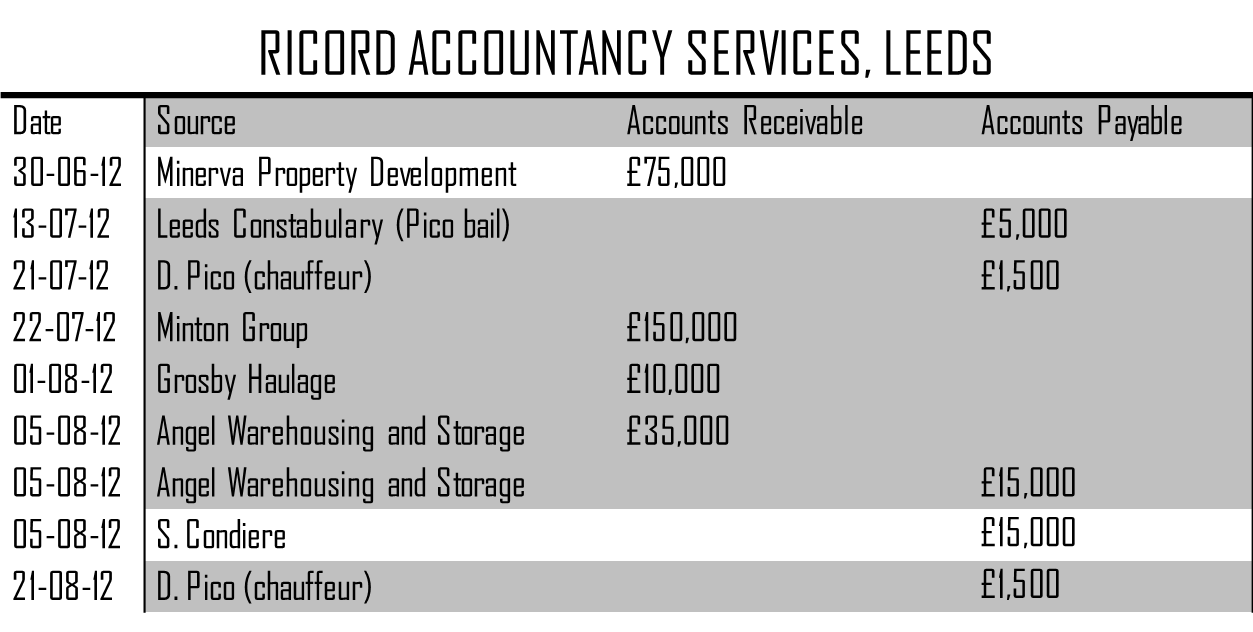 RICORD ACCOUNTANCY SERVICES, LEEDS
Date Source Accounts Receivable Accounts Payable
30-06-12 Minerva Property Development £75,000
13-07-12 Leeds Constabulary (Pico bail) £5,000
21-07-12 D. Pico (chauffeur) £1,500
22-07-12 Minton Group £150,000
01-08-12 Grosby Haulage £10,000
05-08-12 Angel Warehousing and Storage £35,000
05-08-12 Angel Warehousing and Storage £15,000
05-08-12 S. Condiere £15,000
21-08-12 D. Pico (chauffeur) £1,500